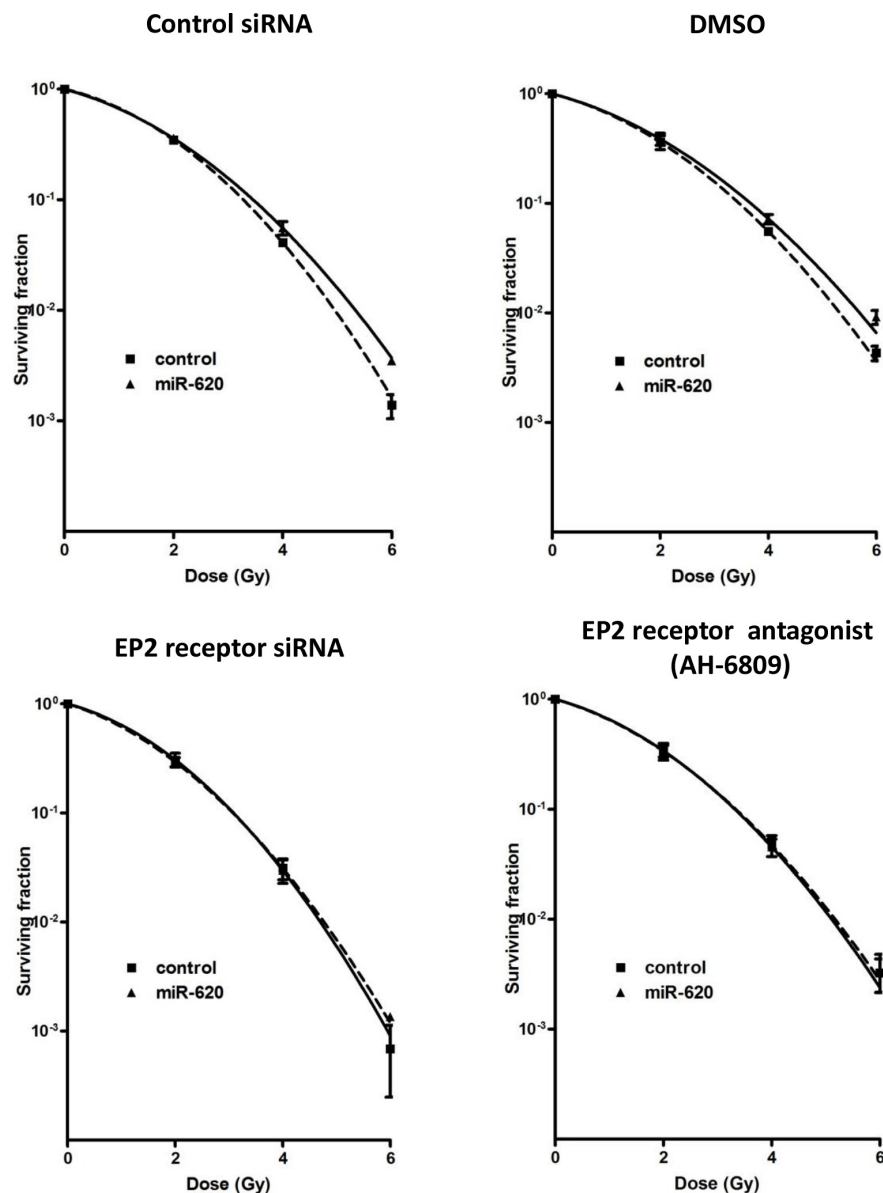 Control siRNA
10⁰
10⁻¹
10⁻²
10⁻³
Surviving fraction
control
miR-620
0
2
4
6
Dose (Gy)
DMSO
10⁰
10⁻¹
10⁻²
10⁻³
Surviving fraction
control
miR-620
0
2
4
6
Dose (Gy)
EP2 receptor siRNA
10⁰
10⁻¹
10⁻²
10⁻³
Surviving fraction
control
miR-620
0
2
4
6
Dose (Gy)
EP2 receptor antagonist
(AH-6809)
10⁰
10⁻¹
10⁻²
10⁻³
Surviving fraction
control
miR-620
0
2
4
6
Dose (Gy)